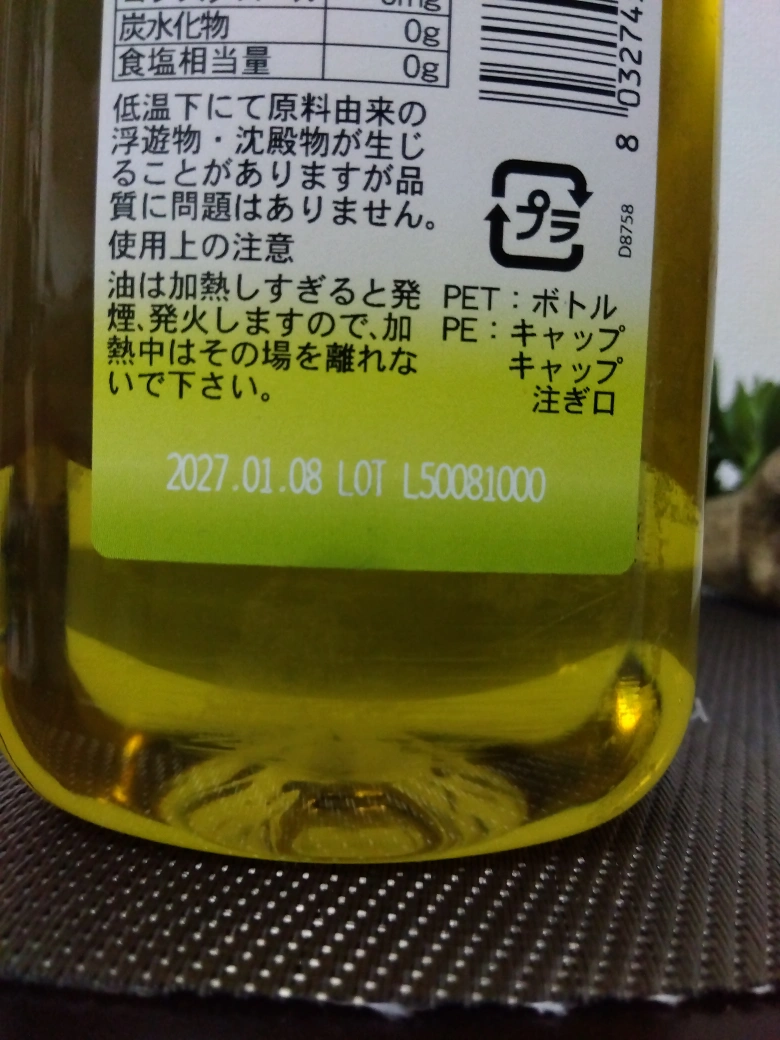 炭水化物 0g
食塩相当量 0g
低温下にて原料由来の
浮遊物・沈殿物が生じ
ることがありますが品
質に問題はありません。
使用上の注意
油は加熱しすぎると発
煙、発火しますので、加
熱中はその場を離れな
いで下さい。
8 03274
プラ
D8758
PET：ボトル
PE：キャップ
キャップ
注ぎ口
2027.01.08 LOT L50081000